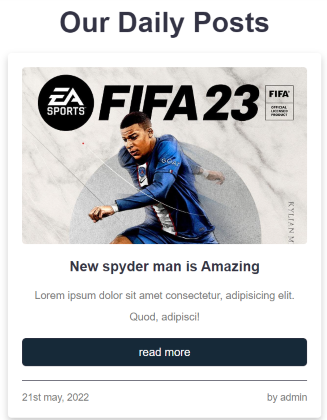 Our Daily Posts
EA
SPORTS
FIFA 23
FIFA
OFFICIAL
LICENSED
PRODUCT
KYLIAN M
New spyder man is Amazing
Lorem ipsum dolor sit amet consectetur, adipisicing elit.
Quod, adipisci!
read more
21st may, 2022 by admin